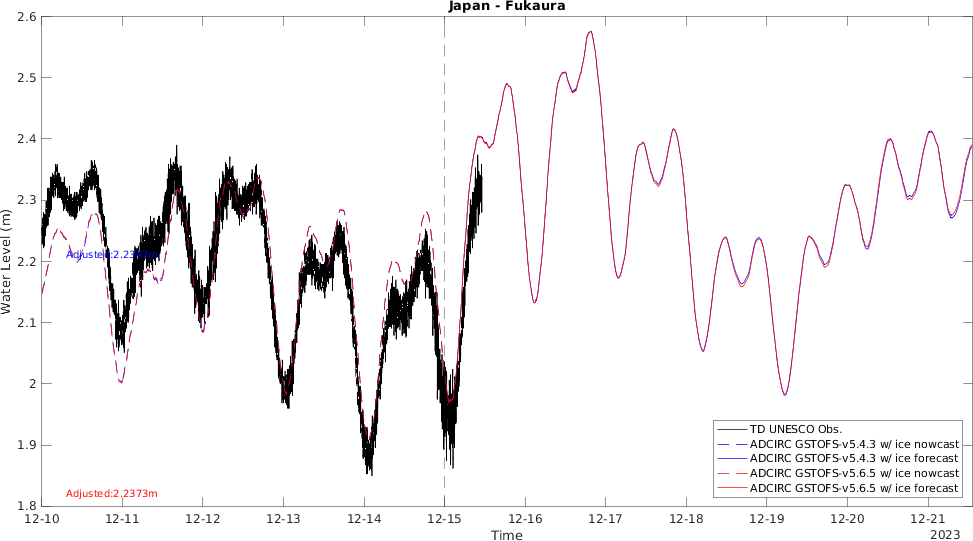 Japan - Fukaura
2.6
2.5
2.4
2.3
2.2
2.1
2
1.9
1.8
Water Level (m)
Adjusted:2.2373m
TD UNESCO Obs.
ADCIRC GSTOFS-v5.4.3 w/ ice nowcast
ADCIRC GSTOFS-v5.4.3 w/ ice forecast
ADCIRC GSTOFS-v5.6.5 w/ ice nowcast
ADCIRC GSTOFS-v5.6.5 w/ ice forecast
12-10 12-11 12-12 12-13 12-14 12-15 12-16 12-17 12-18 12-19 12-20 12-21
Time
2023